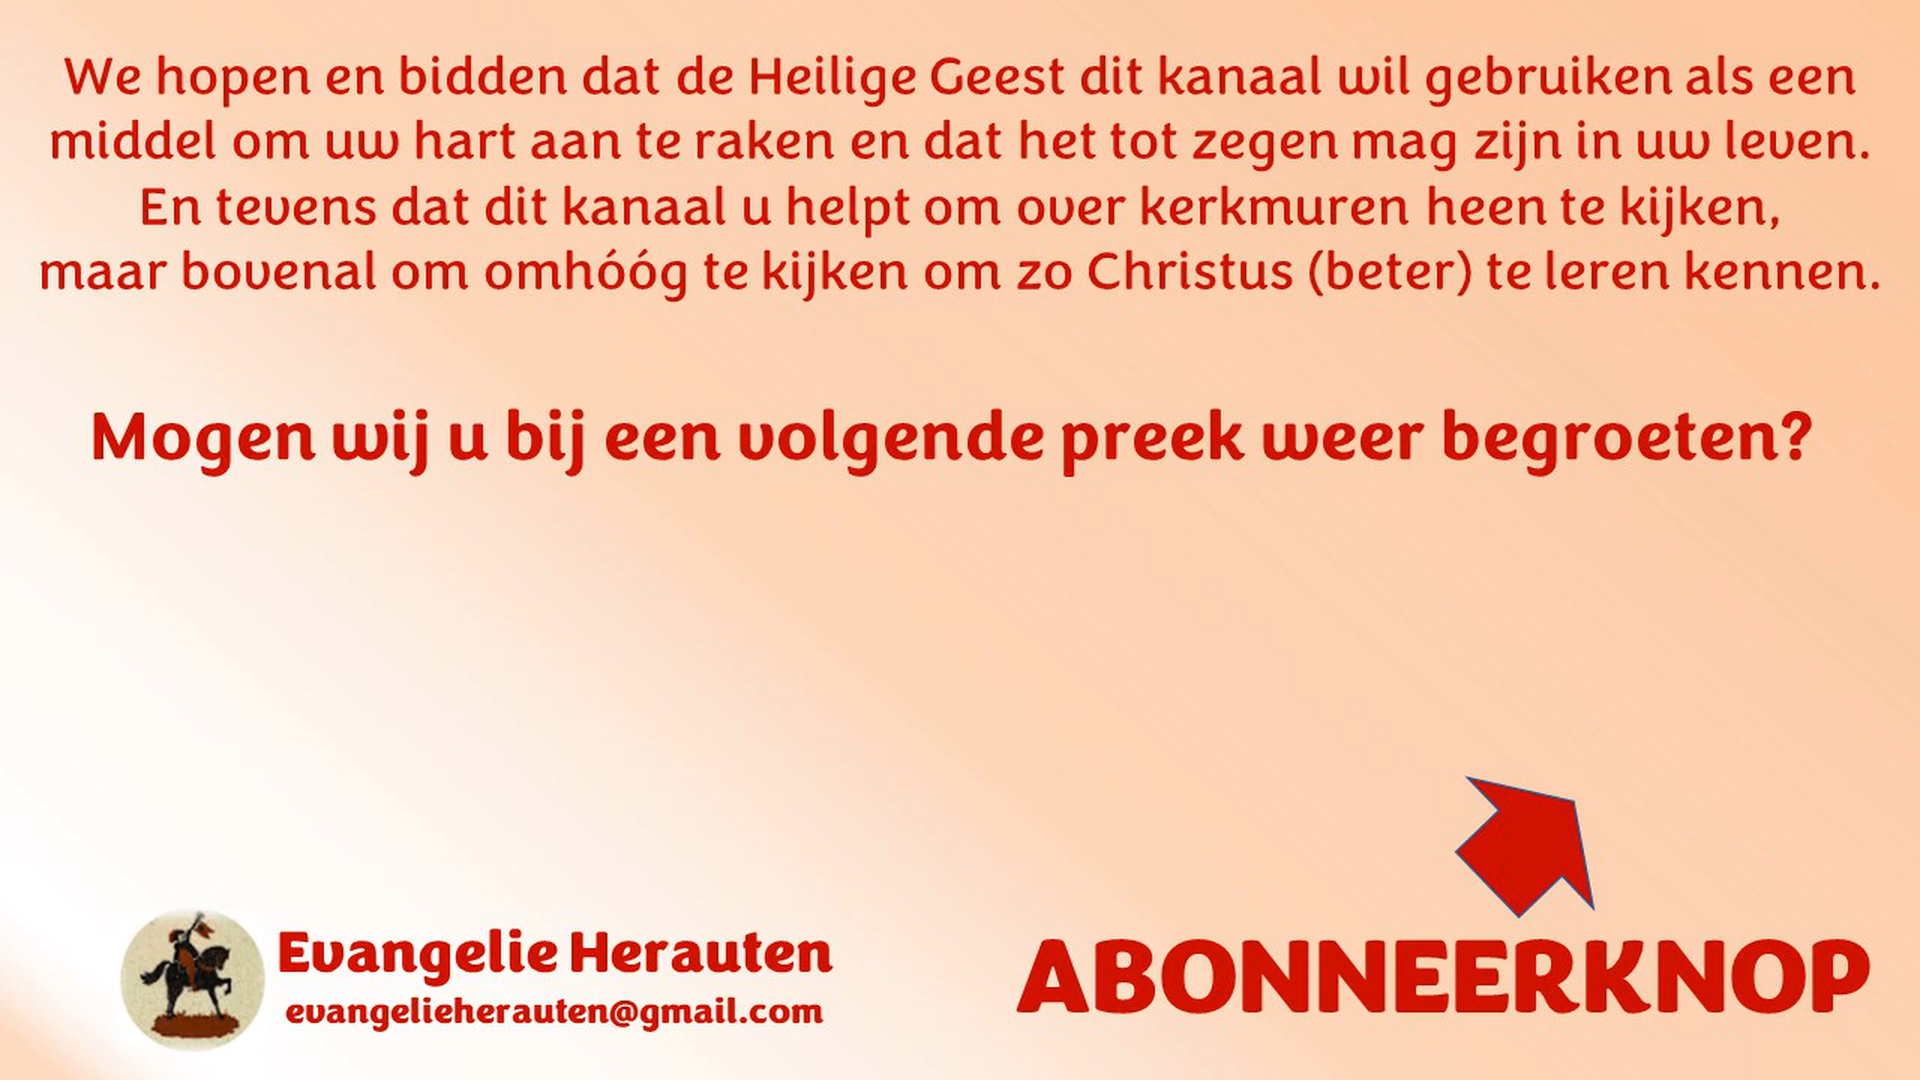 We hopen en bidden dat de Heilige Geest dit kanaal wil gebruiken als een
middel om uw hart aan te raken en dat het tot zegen mag zijn in uw leven.
En tevens dat dit kanaal u helpt om over kerkmuren heen te kijken,
maar bovenal om omhóóg te kijken om zo Christus (beter) te leren kennen.
Mogen wij u bij een volgende preek weer begroeten?
Evangelie Herauten
evangelieherauten@gmail.com
ABONNEERKNOP